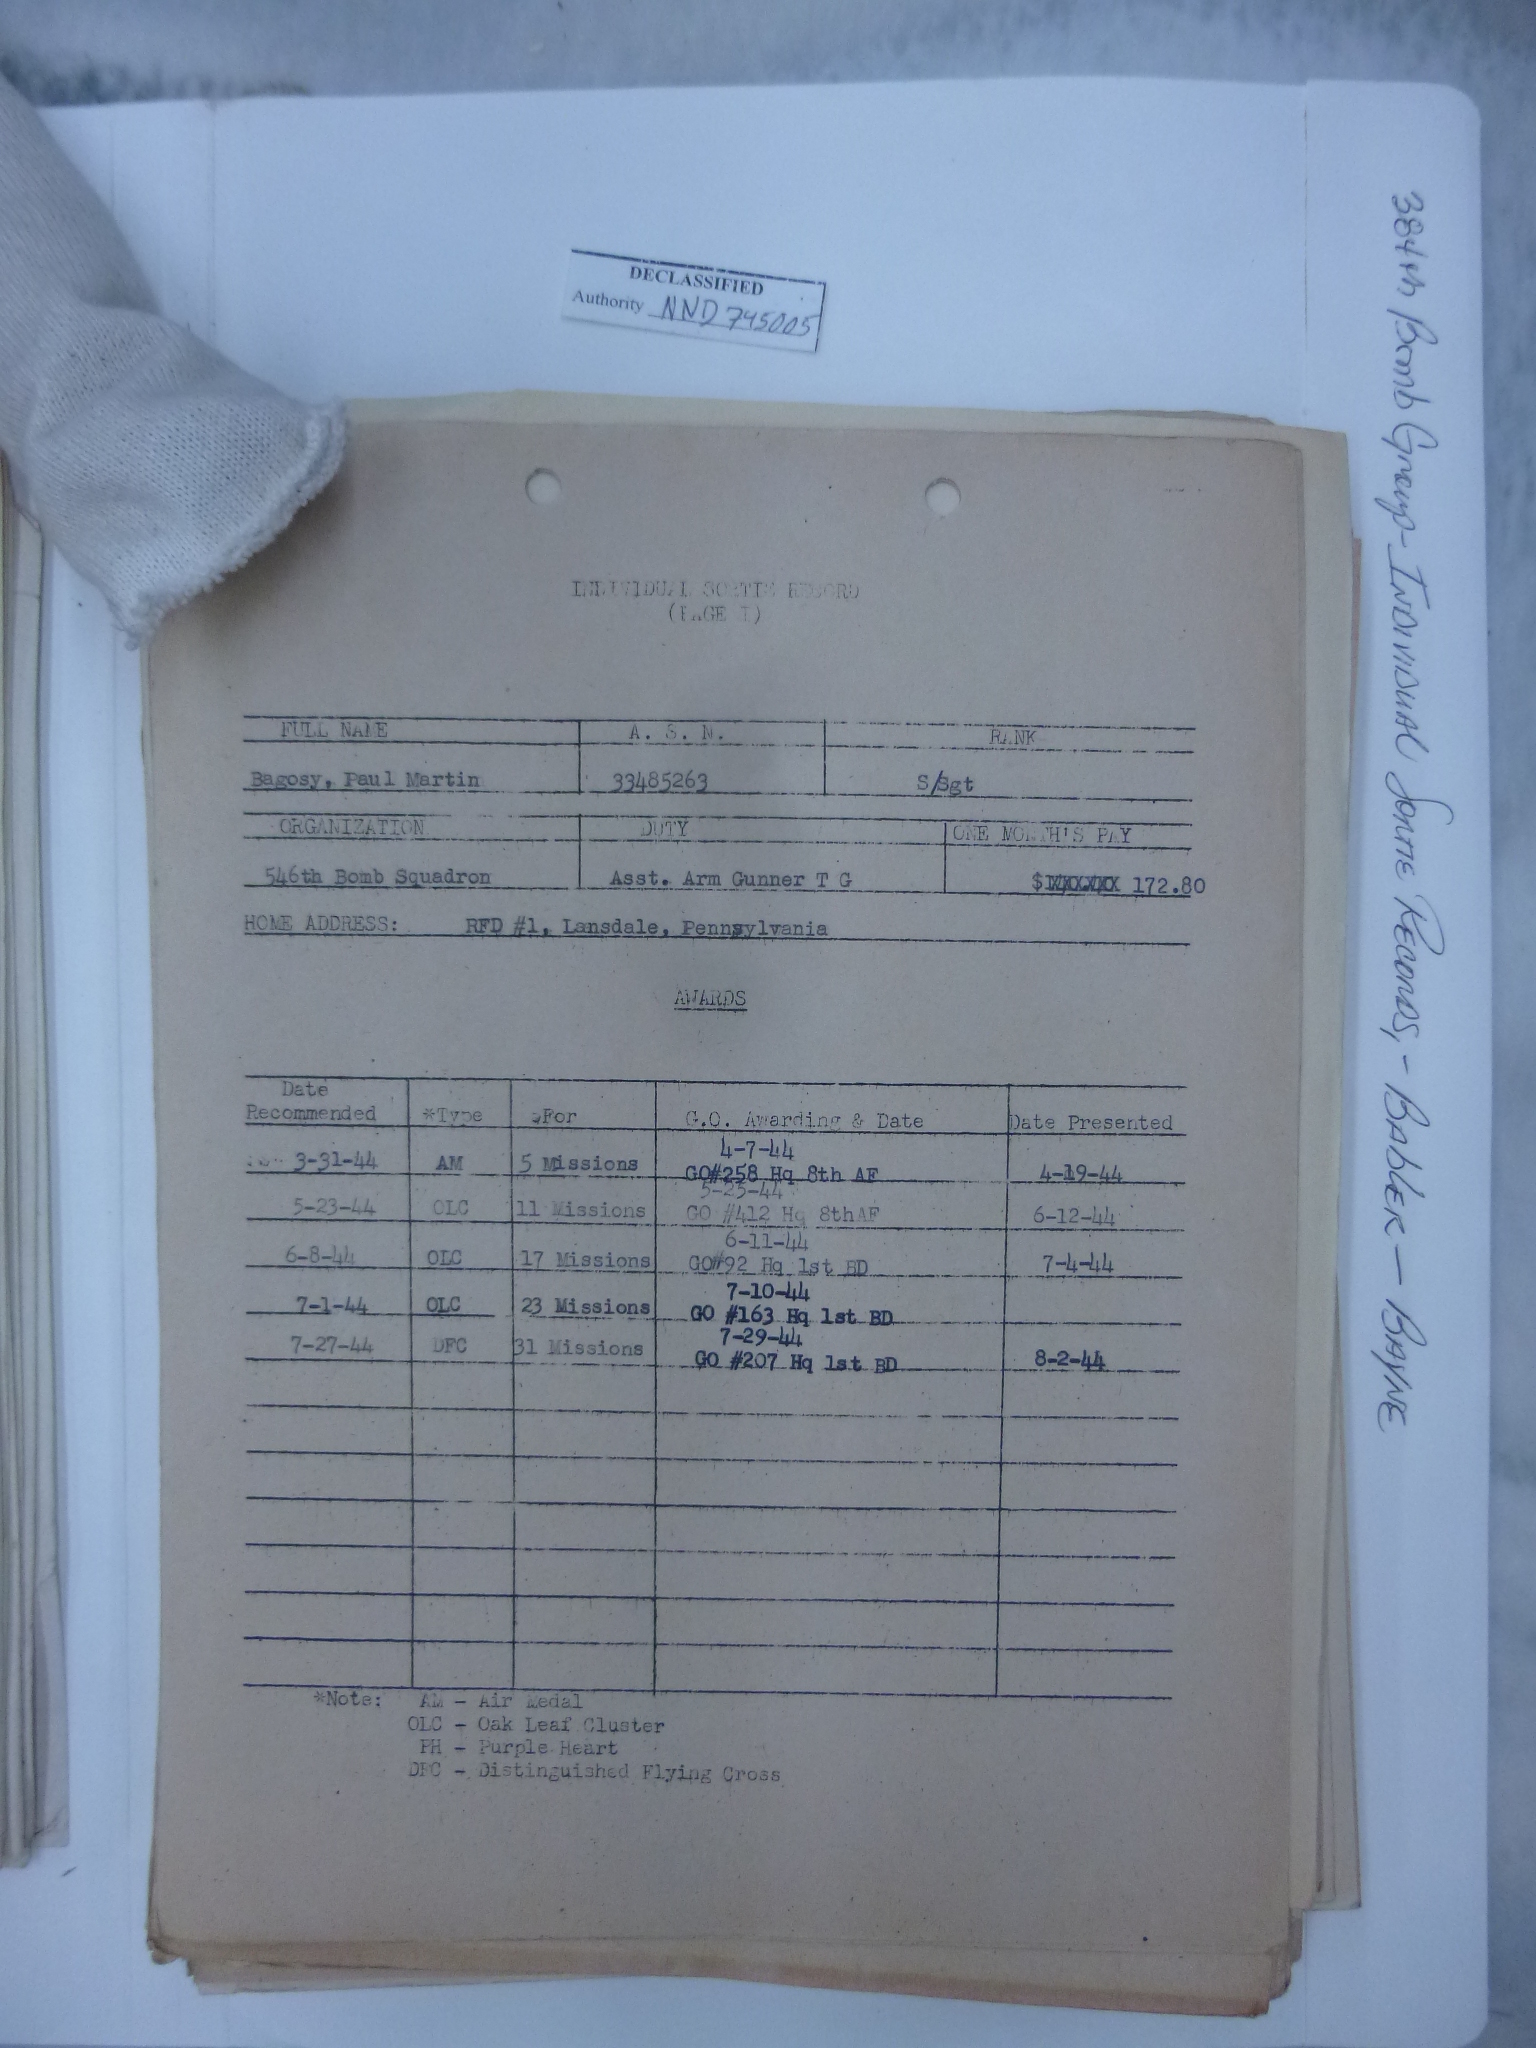 DECLASSIFIED
Authority NND 745005
INDIVIDUAL SORTIE RECORD
(PAGE I)
FULL NAME A. S. N. RANK
Bagosy, Paul Martin 33485263 S/Sgt
ORGANIZATION DUTY ONE MONTH'S PAY
546th Bomb Squadron Asst. Arm Gunner T G $ 172.80
HOME ADDRESS: RFD #1, Lansdale, Pennsylvania
AWARDS
Date
Recommended *Type For G.O. Awarding & Date Date Presented
4-7-44
3-31-44 AM 5 Missions GO#258 Hq 8th AF 4-19-44
5-25-44
5-23-44 OLC 11 Missions GO #412 Hq 8thAF 6-12-44
6-11-44
6-8-44 OLC 17 Missions GO#92 Hq 1st BD 7-4-44
7-10-44
7-1-44 OLC 23 Missions GO #163 Hq 1st BD
7-29-44
7-27-44 DFC 31 Missions GO #207 Hq 1st BD 8-2-44
*Note: AM - Air Medal
OLC - Oak Leaf Cluster
PH - Purple Heart
DFC - Distinguished Flying Cross
384th Bomb Group - Individual Sortie Records, - Babler - Bayne